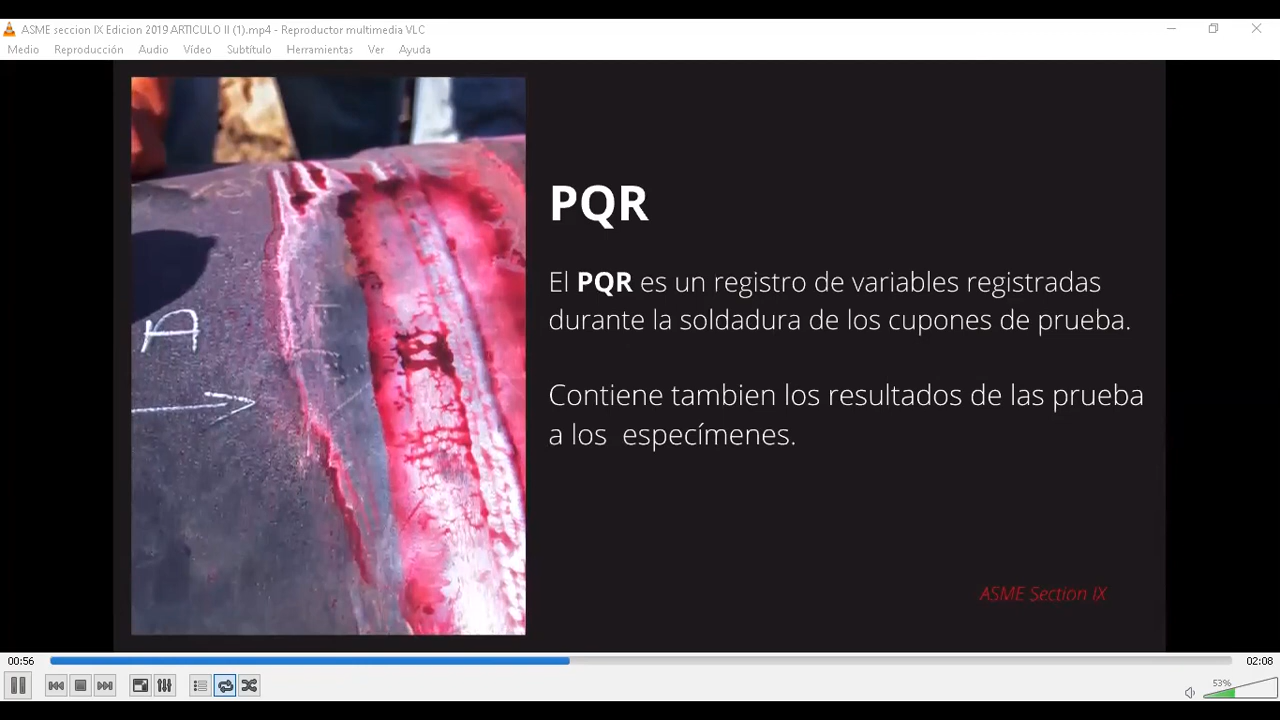 ASME seccion IX Edicion 2019 ARTICULO II (1).mp4 - Reproductor multimedia VLC
Medio Reproducción Audio Vídeo Subtítulo Herramientas Ver Ayuda
PQR
El PQR es un registro de variables registradas
durante la soldadura de los cupones de prueba.
Contiene tambien los resultados de las prueba
a los especímenes.
A
ASME Section IX
00:56
02:08
53%